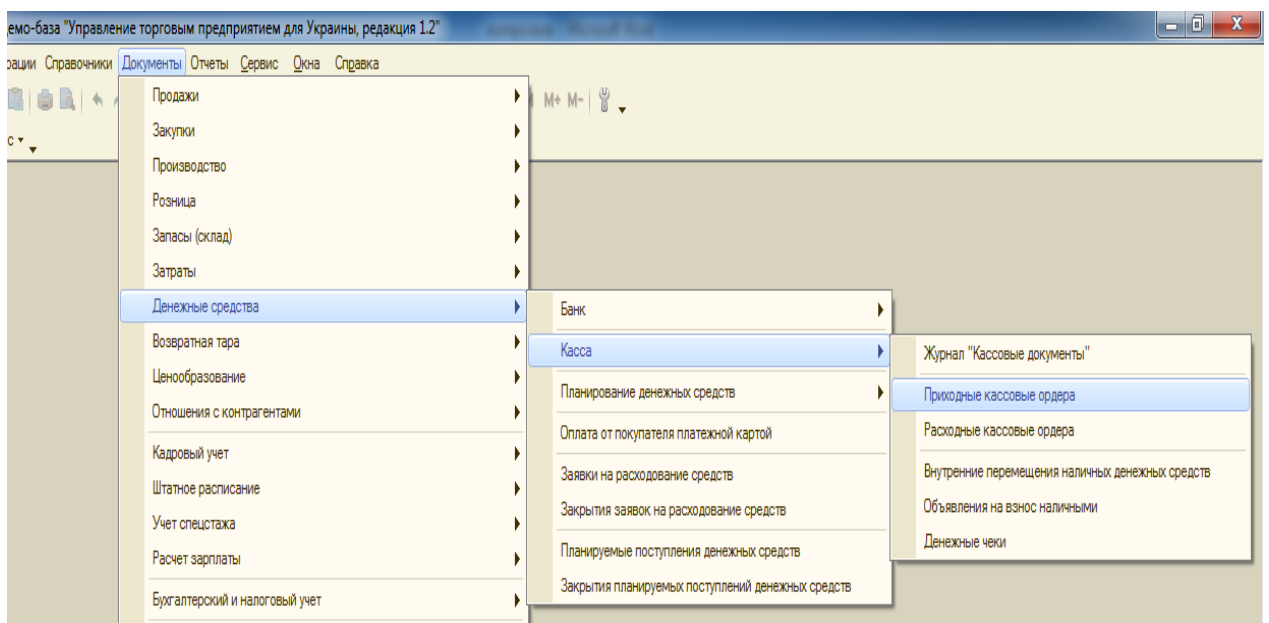 емо-база "Управление торговым предприятием для Украины, редакция 1.2"
рации Справочники Документы Отчеты Сервис Окна Справка
M+ M-
с
Продажи
Закупки
Производство
Розница
Запасы (склад)
Затраты
Денежные средства
Возвратная тара
Ценообразование
Отношения с контрагентами
Кадровый учет
Штатное расписание
Учет спецстажа
Расчет зарплаты
Бухгалтерский и налоговый учет
Банк
Касса
Планирование денежных средств
Оплата от покупателя платежной картой
Заявки на расходование средств
Закрытия заявок на расходование средств
Планируемые поступления денежных средств
Закрытия планируемых поступлений денежных средств
Журнал "Кассовые документы"
Приходные кассовые ордера
Расходные кассовые ордера
Внутренние перемещения наличных денежных средств
Объявления на взнос наличными
Денежные чеки